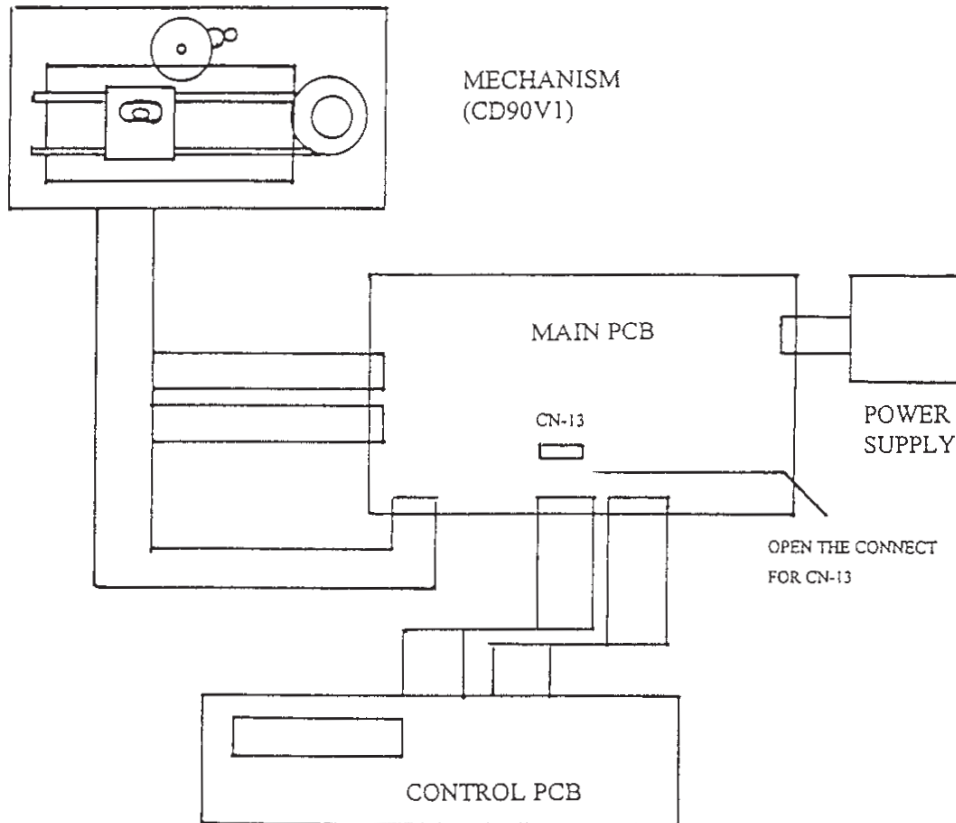 MECHANISM
(CD90V1)
MAIN PCB
CN-13
POWER
SUPPLY
OPEN THE CONNECT
FOR CN-13
CONTROL PCB